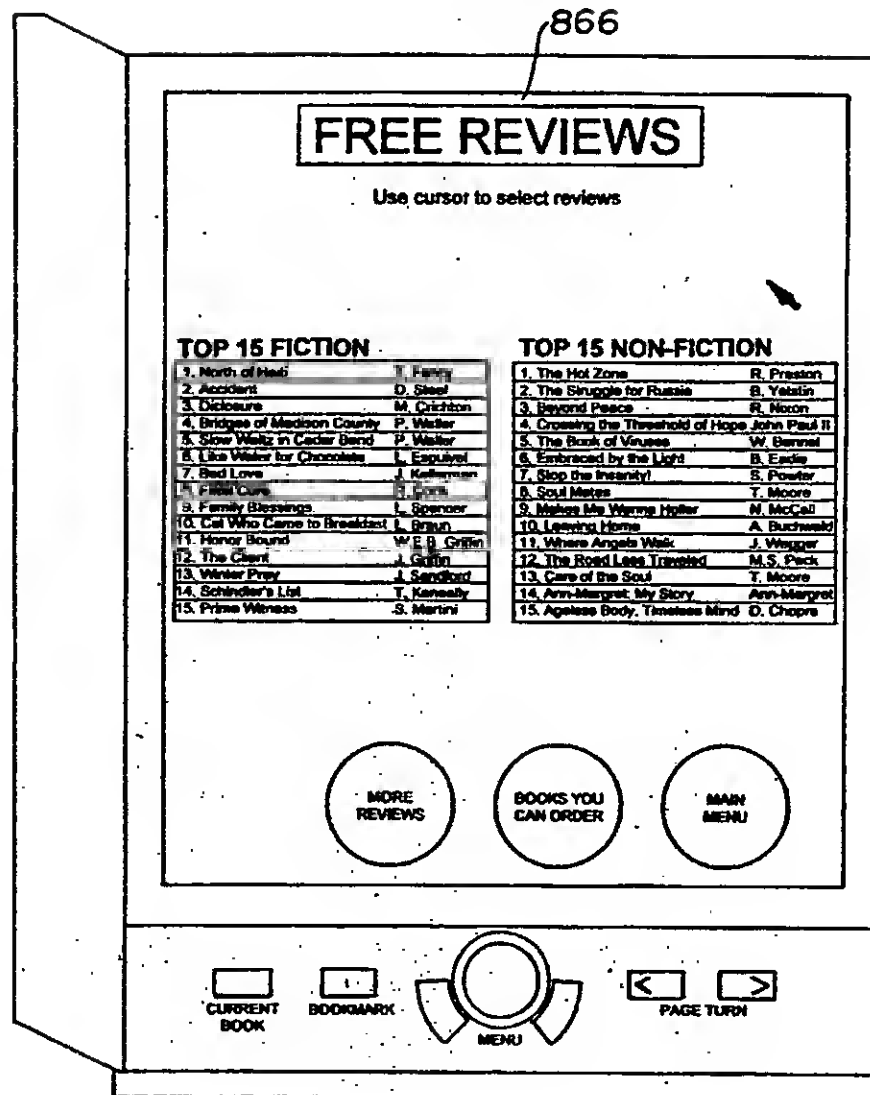 866
FREE REVIEWS
Use cursor to select reviews
TOP 15 FICTION
1. North of Haiti T. Fancy
2. Accident D. Steel
3. Diclosure M. Crichton
4. Bridges of Madison County P. Waller
5. Slow Waltz in Cedar Bend P. Waller
6. Like Water for Chocolate L. Esquivel
7. Bad Love J. Kellerman
8. Fatal Cure R. Cook
9. Family Blessings L. Spencer
10. Cat Who Came to Breakfast L. Braun
11. Honor Bound W.E.B. Griffin
12. The Client J. Griffin
13. Winter Prey J. Sandford
14. Schindler's List T. Keneally
15. Prime Witness S. Martini
TOP 15 NON-FICTION
1. The Hot Zone R. Preston
2. The Struggle for Russia B. Yeltsin
3. Beyond Peace R. Nixon
4. Crossing the Threshold of Hope John Paul II
5. The Book of Viruses W. Bennet
6. Embraced by the Light B. Eadie
7. Stop the Insanity! S. Powter
8. Soul Mates T. Moore
9. Makes Me Wanna Holler N. McCall
10. Leaving Home A. Buchwald
11. Where Angels Walk J. Wagger
12. The Road Less Traveled M.S. Peck
13. Care of the Soul T. Moore
14. Ann-Margret: My Story Ann-Margret
15. Ageless Body, Timeless Mind D. Chopra
MORE
REVIEWS
BOOKS YOU
CAN ORDER
MAIN
MENU
CURRENT
BOOK
BOOKMARK
MENU
< >
PAGE TURN